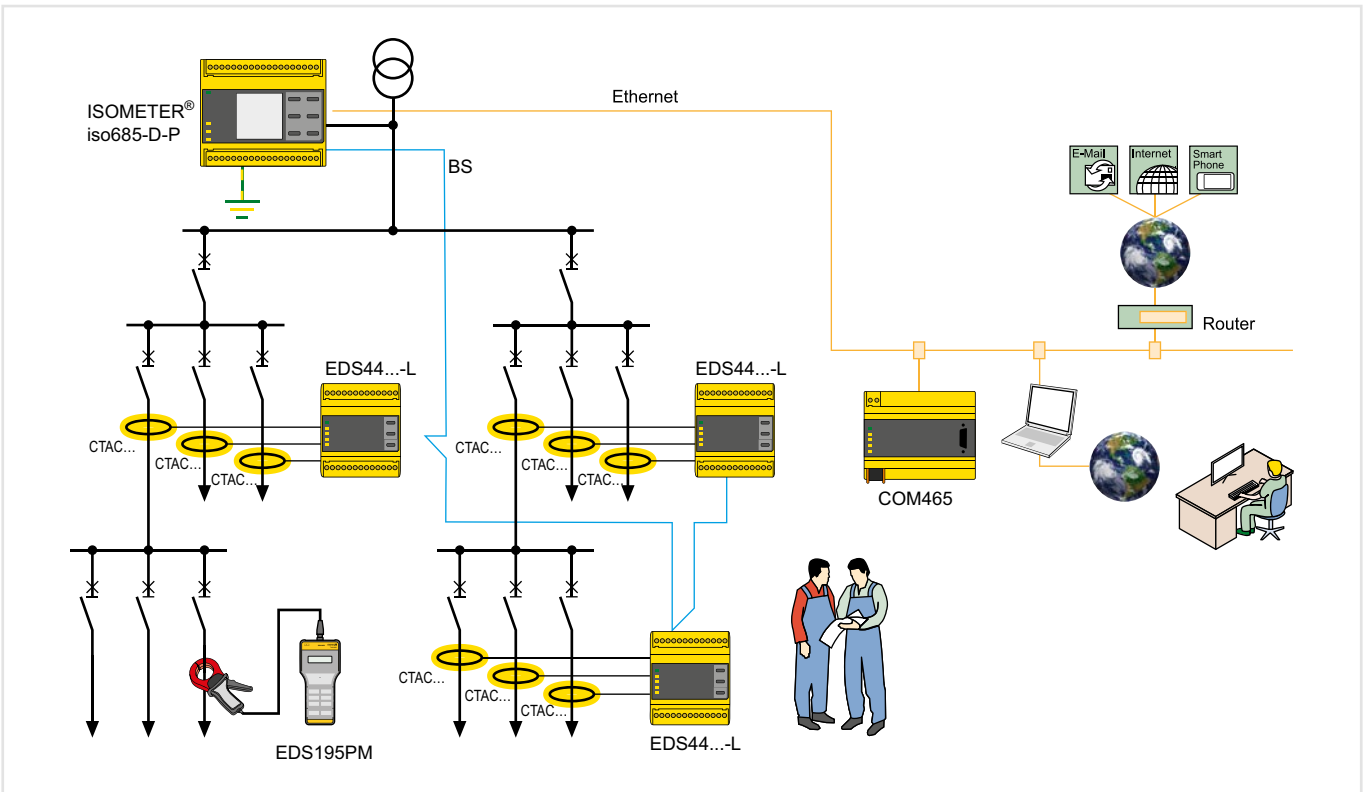 ISOMETER®
iso685-D-P
Ethernet
BS
E-Mail
Internet
Smart
Phone
Router
EDS44...-L
EDS44...-L
CTAC...
CTAC...
CTAC...
CTAC...
CTAC...
CTAC...
COM465
CTAC...
CTAC...
CTAC...
EDS195PM
EDS44...-L